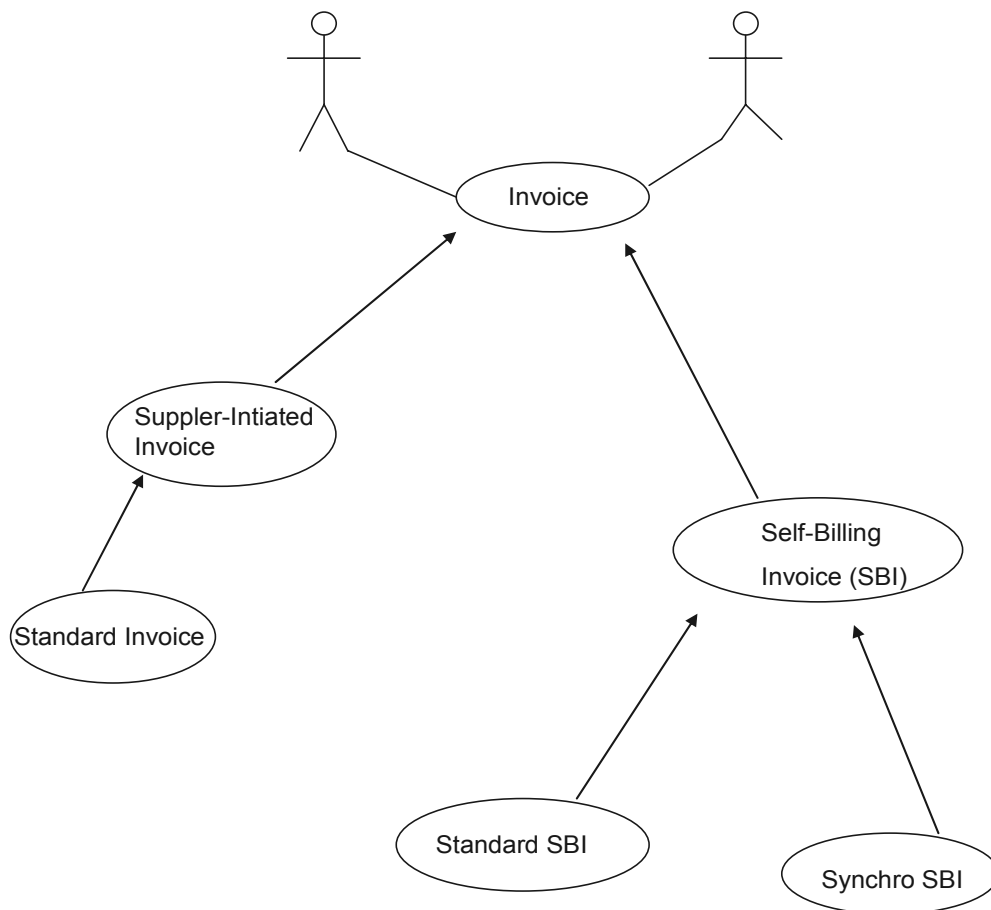 Invoice
Suppler-Intiated
Invoice
Self-Billing
Invoice (SBI)
Standard Invoice
Standard SBI
Synchro SBI